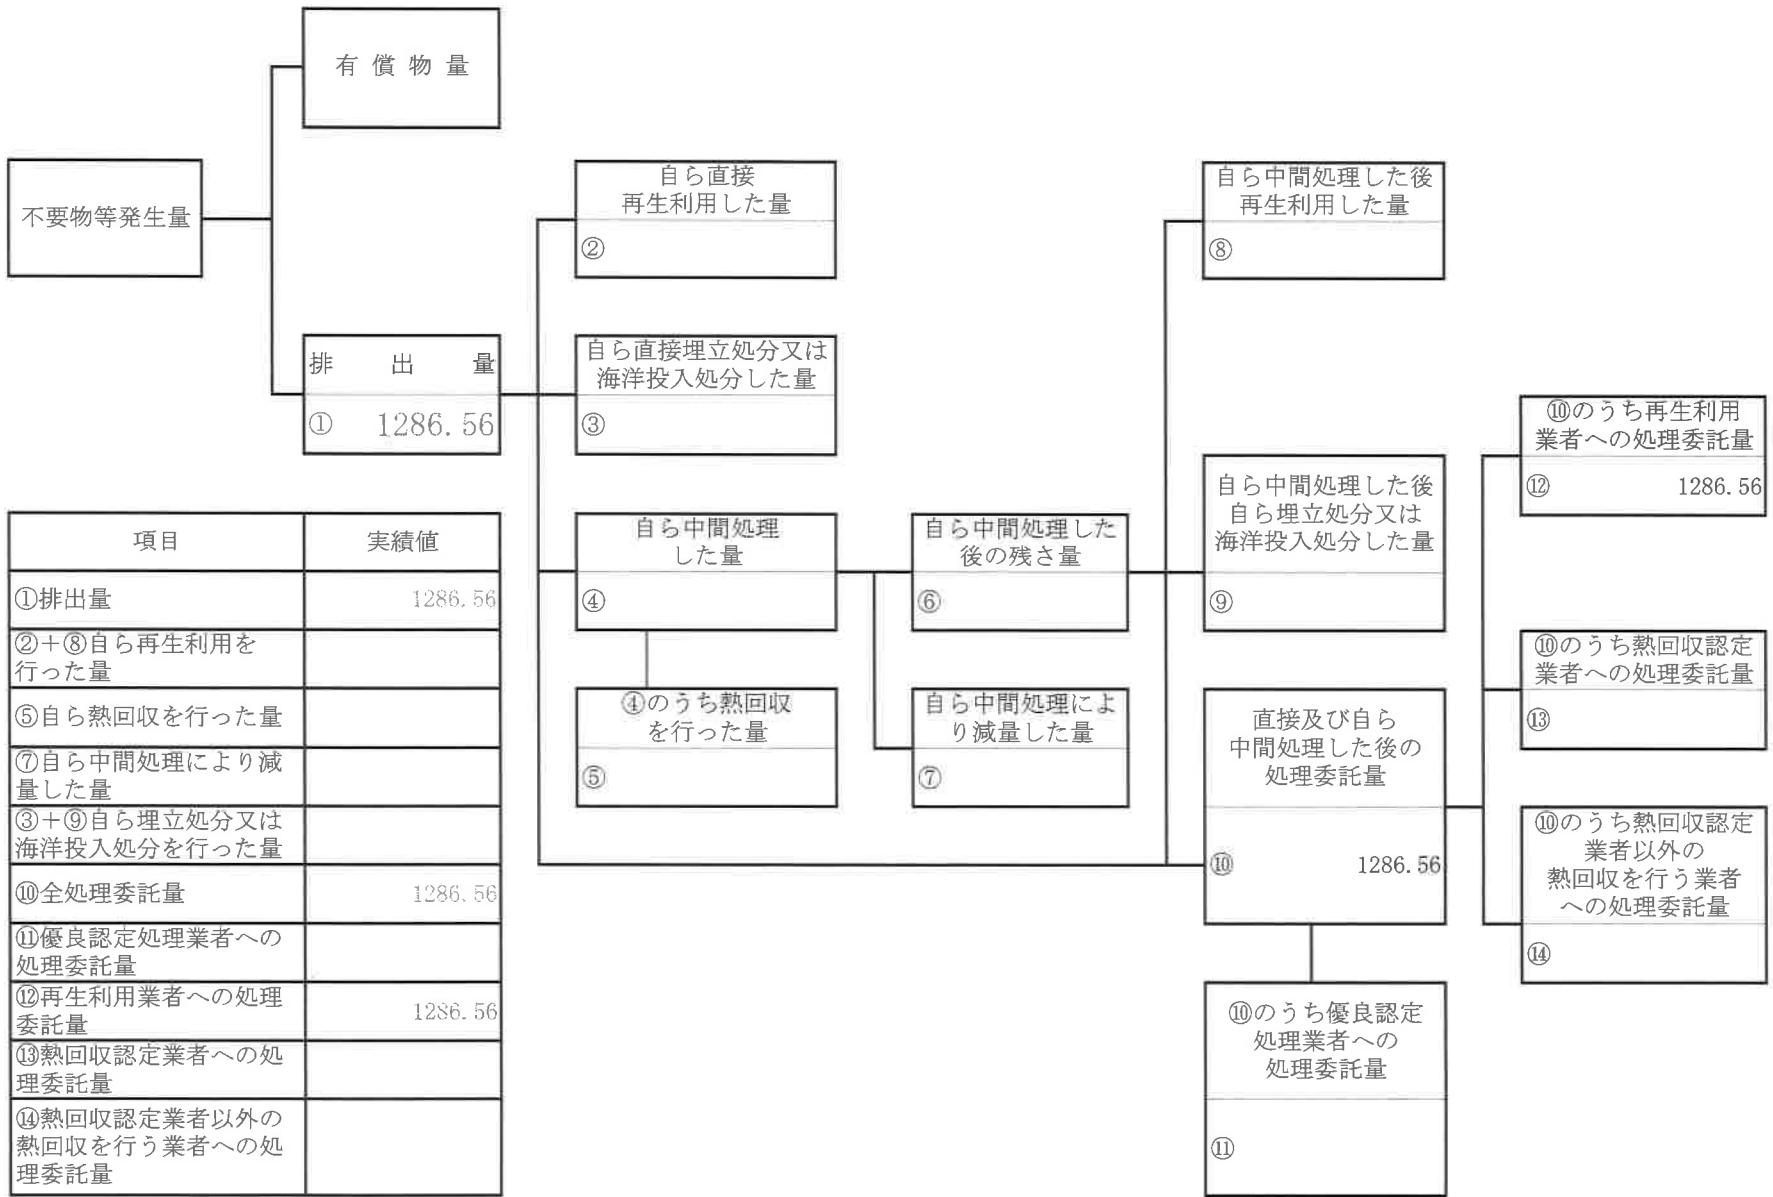 有償物量
不要物等発生量
排出量
① 1286.56
自ら直接
再生利用した量
②
自ら直接埋立処分又は
海洋投入処分した量
③
自ら中間処理
した量
④
④のうち熱回収
を行った量
⑤
自ら中間処理した
後の残さ量
⑥
自ら中間処理によ
り減量した量
⑦
自ら中間処理した後
再生利用した量
⑧
自ら中間処理した後
自ら埋立処分又は
海洋投入処分した量
⑨
直接及び自ら
中間処理した後の
処理委託量
⑩ 1286.56
⑩のうち優良認定
処理業者への
処理委託量
⑪
⑩のうち再生利用
業者への処理委託量
⑫ 1286.56
⑩のうち熱回収認定
業者への処理委託量
⑬
⑩のうち熱回収認定
業者以外の
熱回収を行う業者
への処理委託量
⑭
項目 実績値
①排出量 1286.56
②+⑧自ら再生利用を
行った量
⑤自ら熱回収を行った量
⑦自ら中間処理により減
量した量
③+⑨自ら埋立処分又は
海洋投入処分を行った量
⑩全処理委託量 1286.56
⑪優良認定処理業者への
処理委託量
⑫再生利用業者への処理
委託量 1286.56
⑬熱回収認定業者への処
理委託量
⑭熱回収認定業者以外の
熱回収を行う業者への処
理委託量